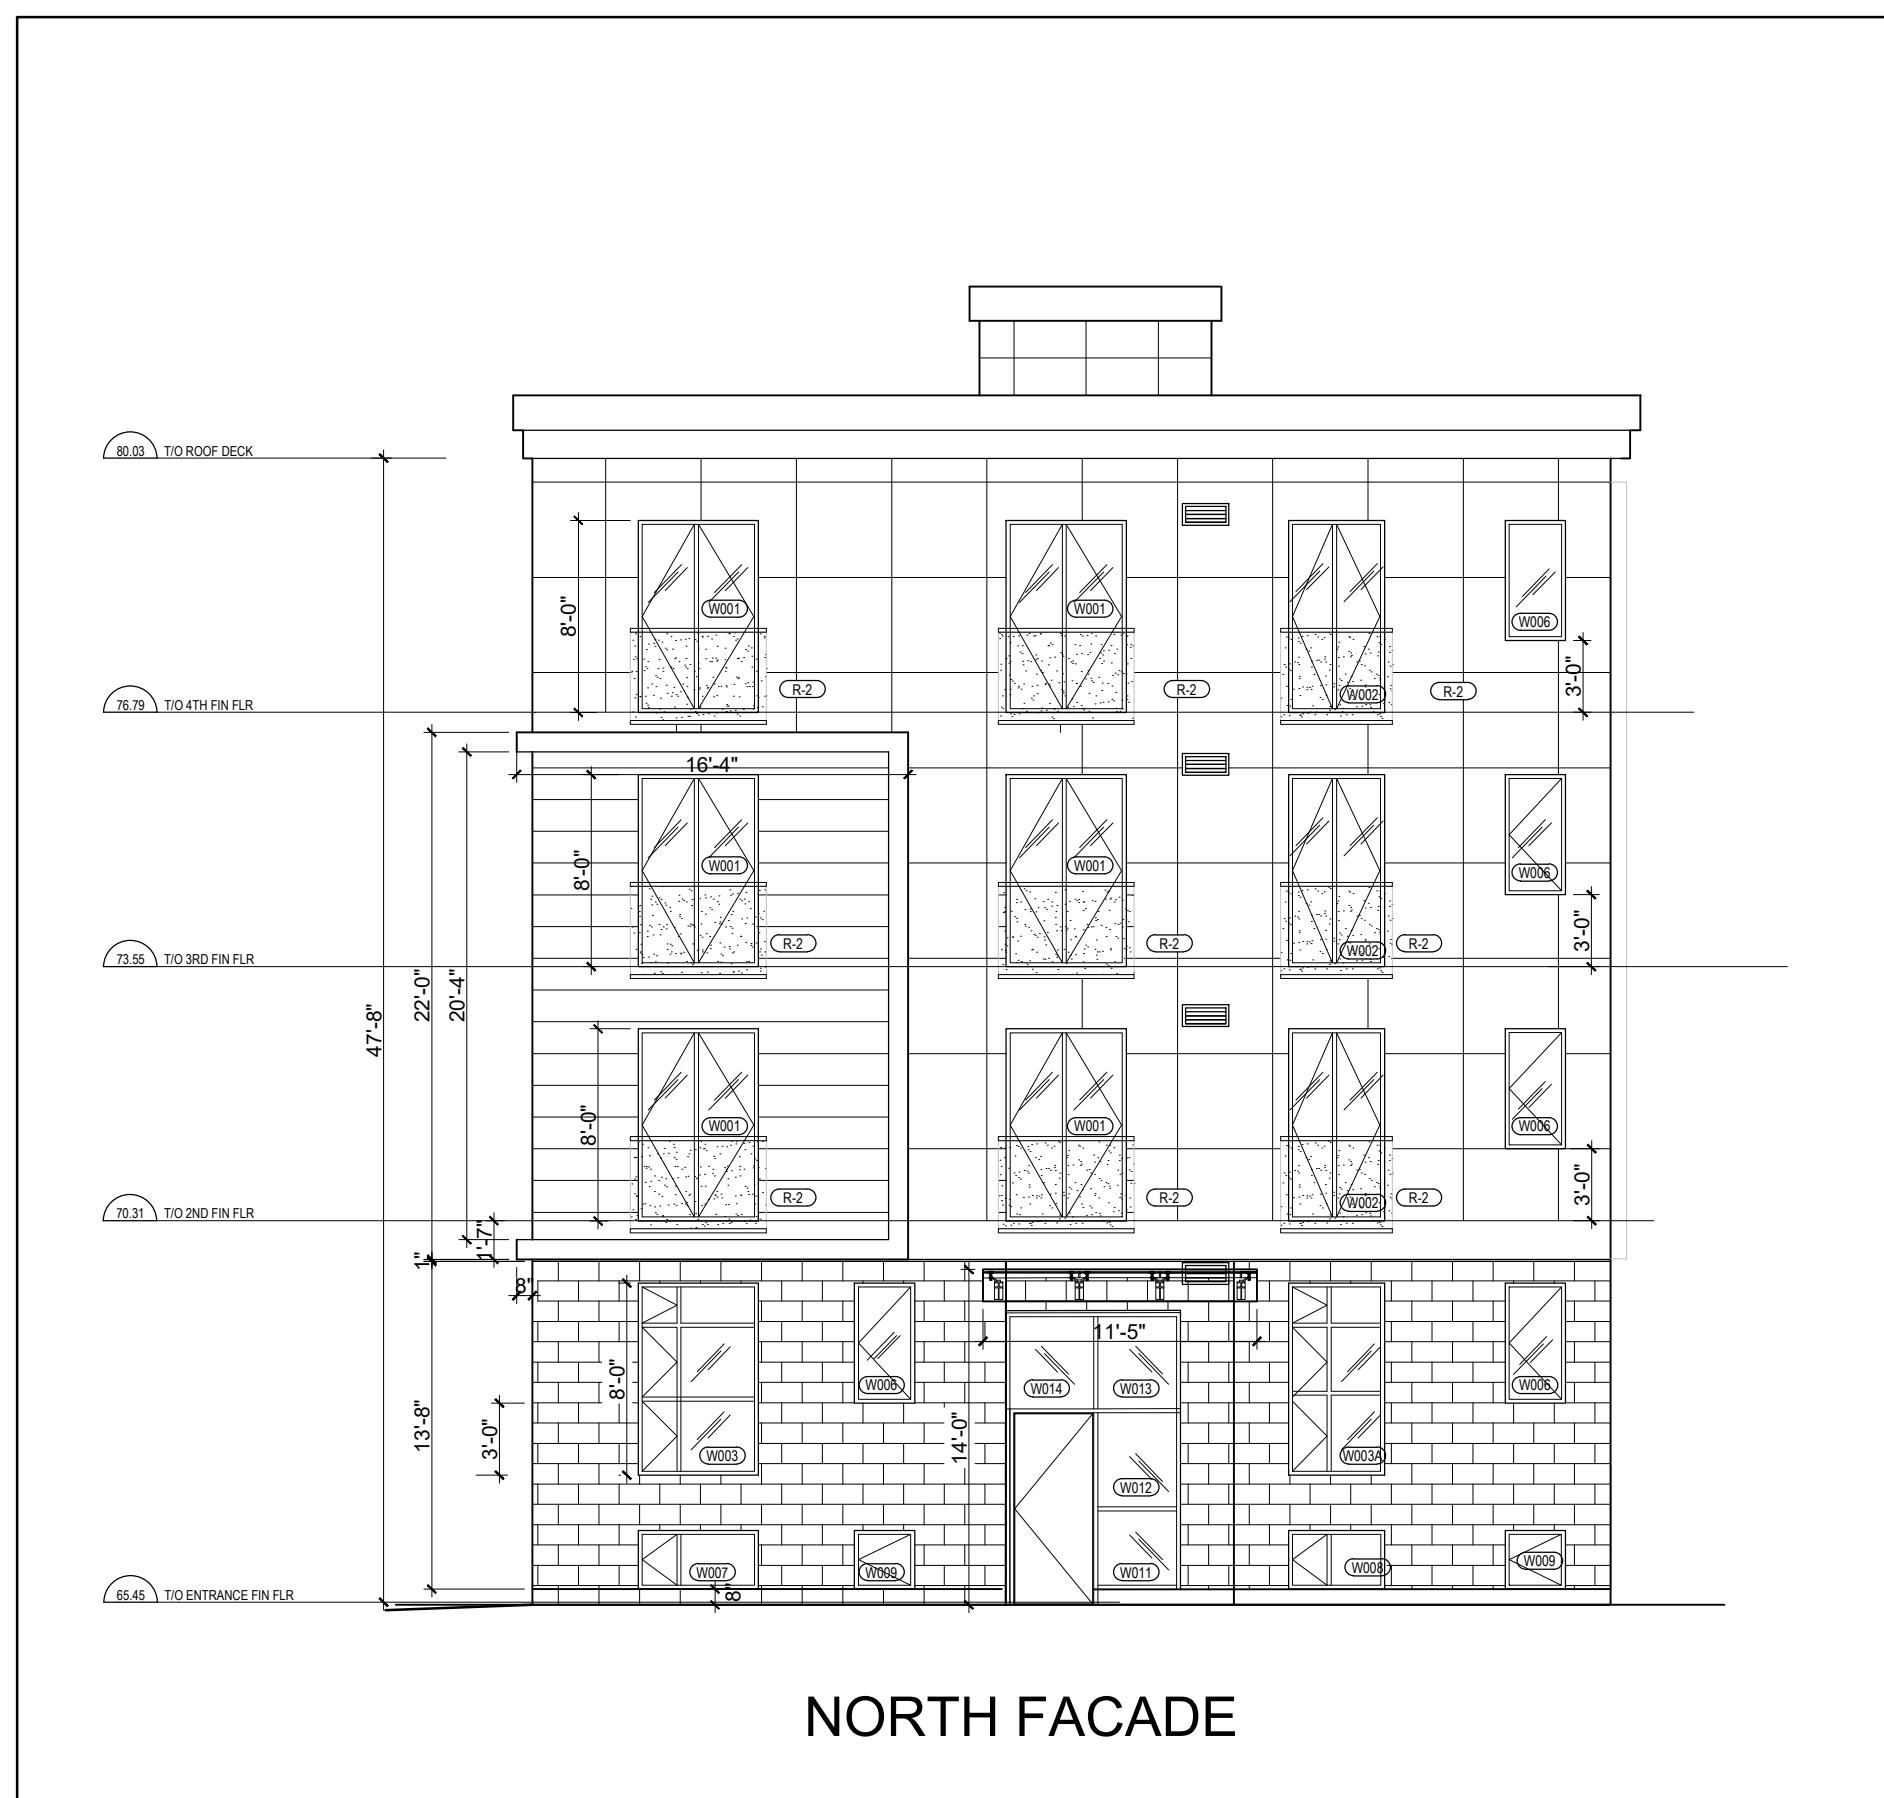 80.03 T/O ROOF DECK
8'-0"
W001
W001
W006
3'-0"
R-2
R-2
W002
R-2
76.79 T/O 4TH FIN FLR
16'-4"
8'-0"
W001
W001
W006
3'-0"
R-2
R-2
W002
R-2
73.55 T/O 3RD FIN FLR
47'-8"
22'-0"
20'-4"
8'-0"
W001
W001
W006
3'-0"
R-2
R-2
W002
R-2
70.31 T/O 2ND FIN FLR
1'-7"
1"
8"
11'-5"
8'-0"
W006
W014
W013
W006
13'-8"
3'-0"
14'-0"
W003
W003A
W012
W007
W009
W011
W008
W009
8"
65.45 T/O ENTRANCE FIN FLR
NORTH FACADE